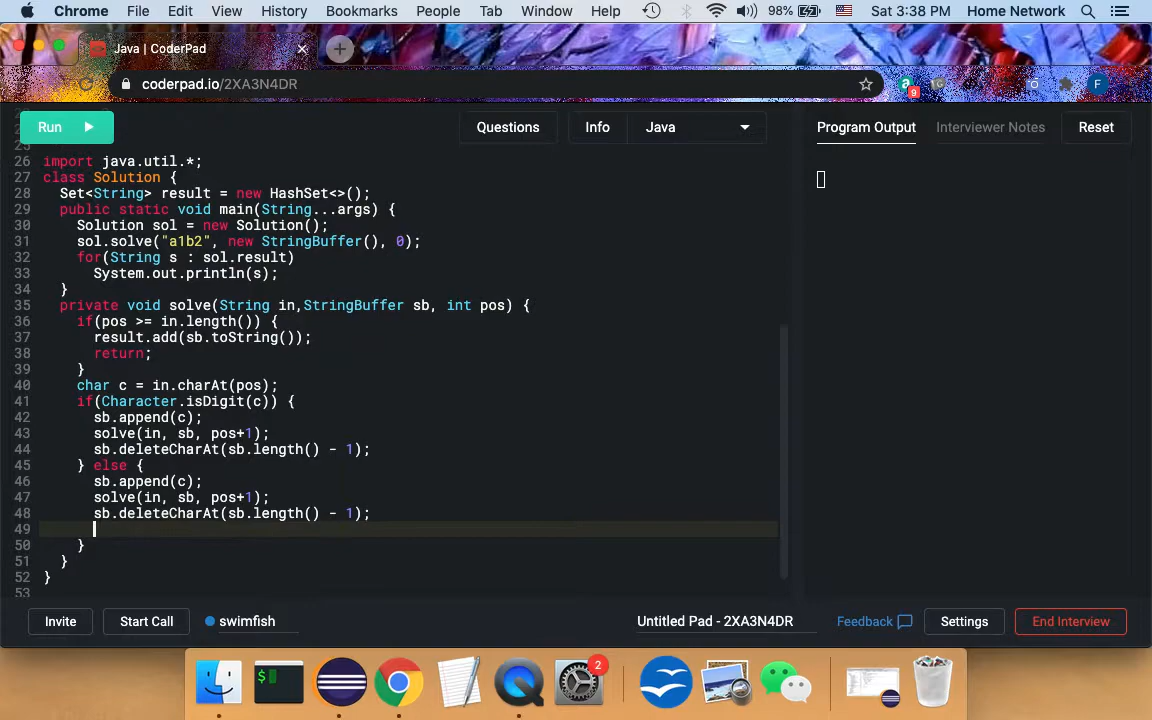 Chrome File Edit View History Bookmarks People Tab Window Help 98% Sat 3:38 PM Home Network
Java | CoderPad
coderpad.io/2XA3N4DR
9
F
Run
Questions
Info
Java
Program Output
Interviewer Notes
Reset
25
26 import java.util.*;
27 class Solution {
28 Set<String> result = new HashSet<>();
29 public static void main(String...args) {
30 Solution sol = new Solution();
31 sol.solve("a1b2", new StringBuffer(), 0);
32 for(String s : sol.result)
33 System.out.println(s);
34 }
35 private void solve(String in,StringBuffer sb, int pos) {
36 if(pos >= in.length()) {
37 result.add(sb.toString());
38 return;
39 }
40 char c = in.charAt(pos);
41 if(Character.isDigit(c)) {
42 sb.append(c);
43 solve(in, sb, pos+1);
44 sb.deleteCharAt(sb.length() - 1);
45 } else {
46 sb.append(c);
47 solve(in, sb, pos+1);
48 sb.deleteCharAt(sb.length() - 1);
49
50 }
51 }
52 }
53
Invite
Start Call
swimfish
Untitled Pad - 2XA3N4DR
Feedback
Settings
End Interview
$
2